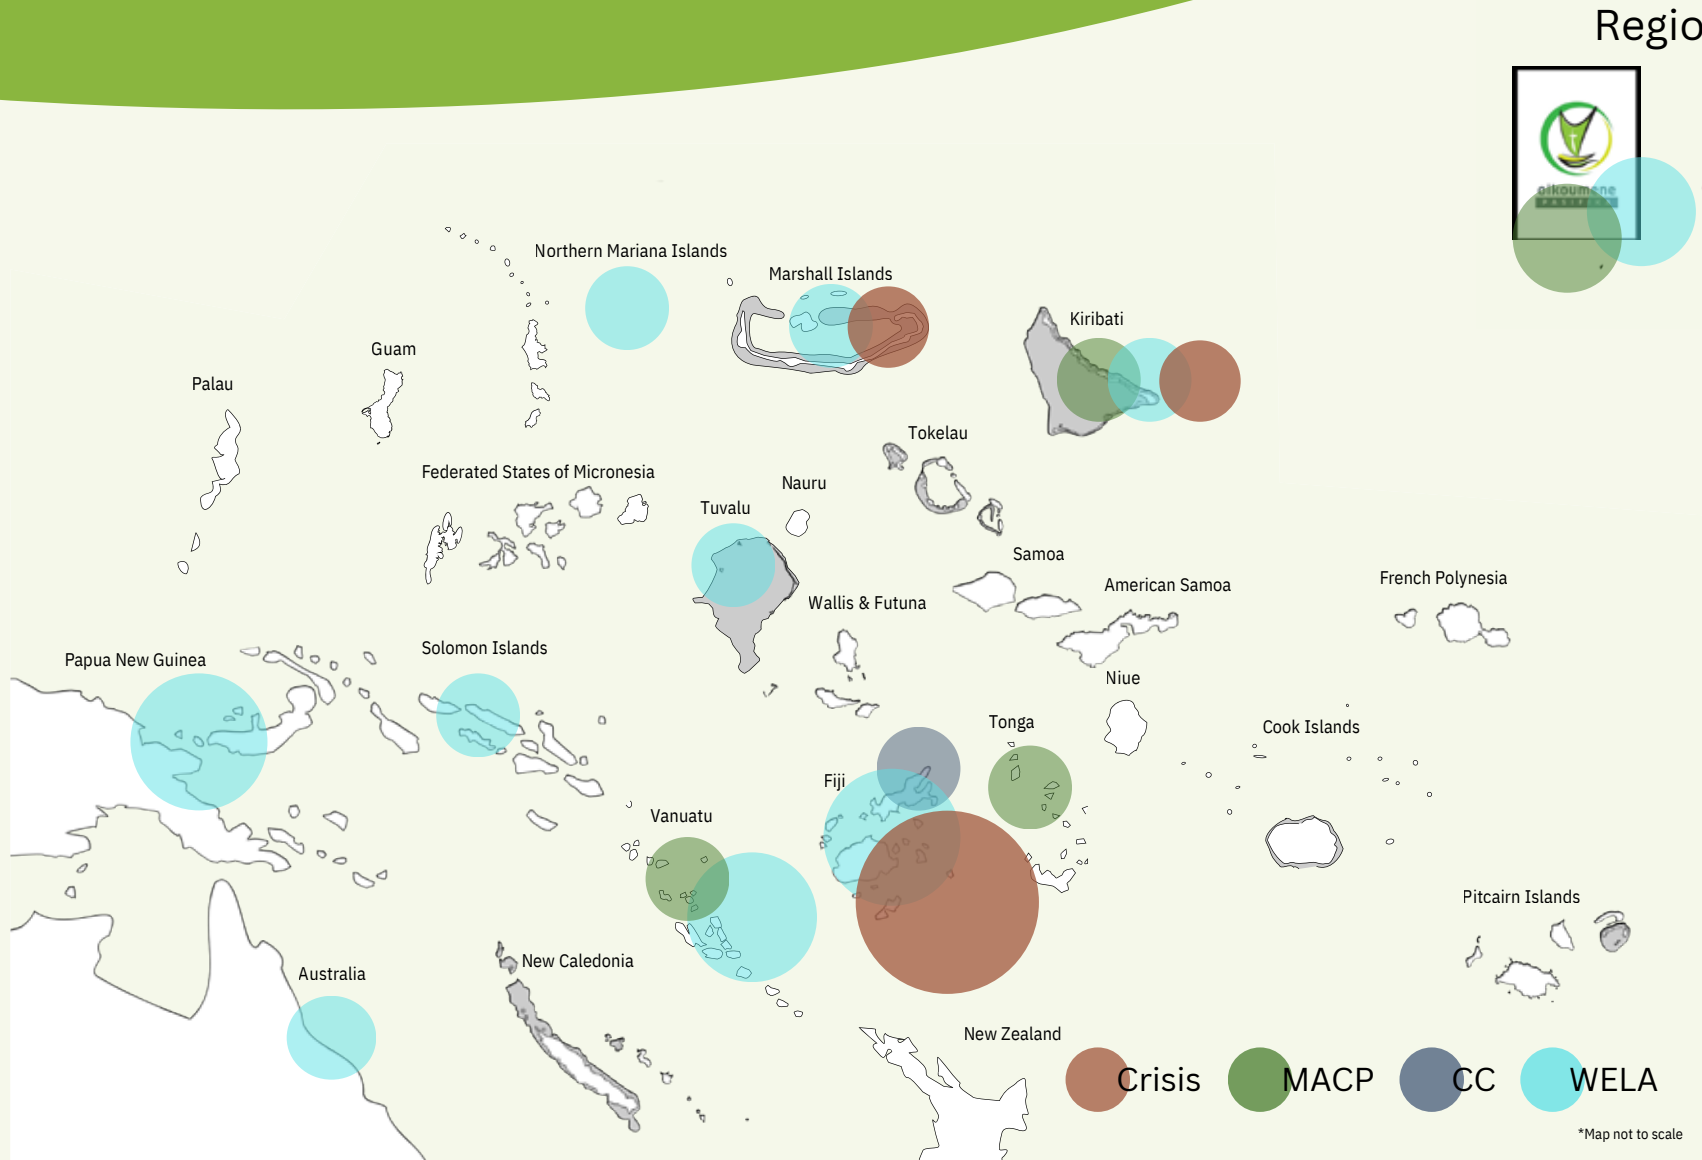 Regio
oikoumene
PASIFIKA
Northern Mariana Islands
Marshall Islands
Kiribati
Guam
Palau
Tokelau
Federated States of Micronesia
Nauru
Tuvalu
Samoa
American Samoa
French Polynesia
Wallis & Futuna
Solomon Islands
Papua New Guinea
Niue
Tonga
Cook Islands
Fiji
Vanuatu
Pitcairn Islands
New Caledonia
Australia
New Zealand
Crisis
MACP
CC
WELA
*Map not to scale